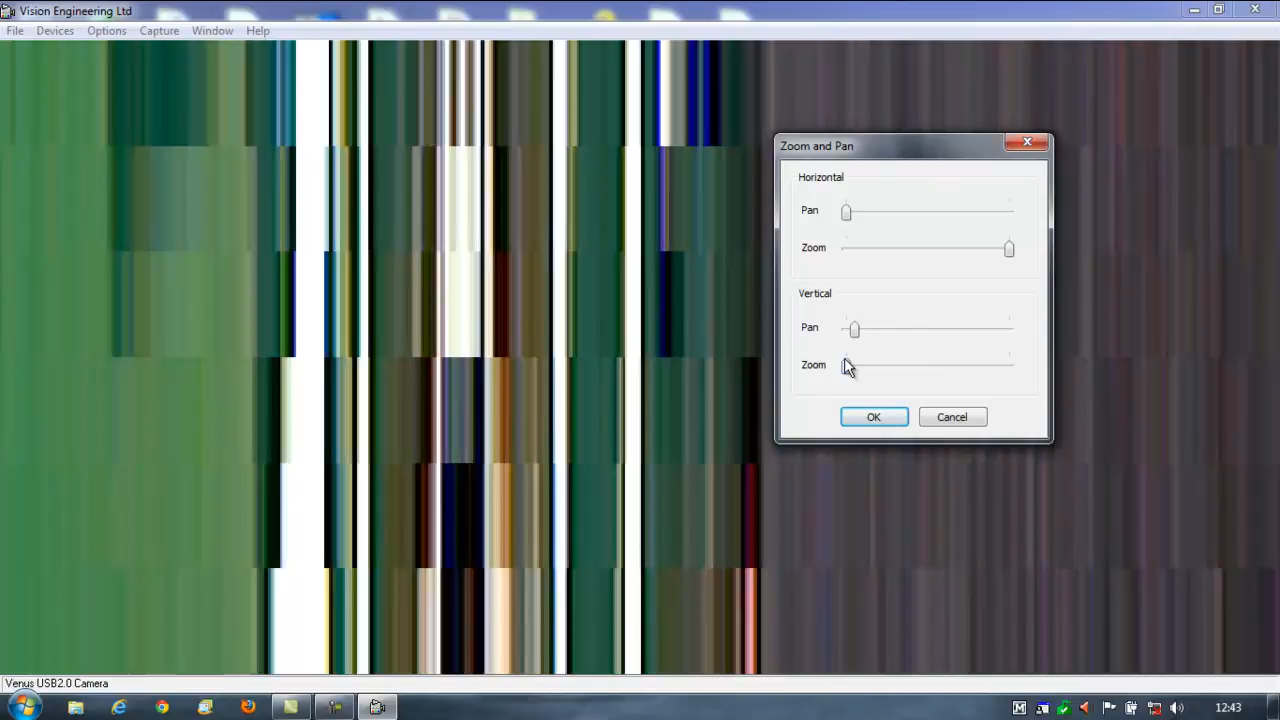 Vision Engineering Ltd
File Devices Options Capture Window Help
Zoom and Pan
Horizontal
Pan
Zoom
Vertical
Pan
Zoom
OK Cancel
Venus USB2.0 Camera
12:43